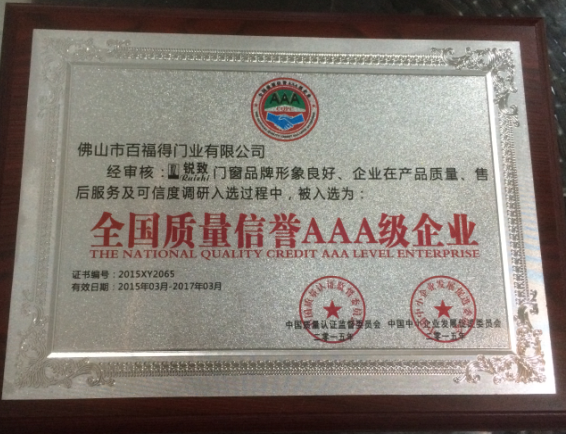 AAA
佛山市百福得门业有限公司
经审核：锐致 Ruizhi 门窗品牌形象良好、企业在产品质量、售
后服务及可信度调研入选过程中，被入选为：
全国质量信誉AAA级企业
THE NATIONAL QUALITY CREDIT AAA LEVEL ENTERPRISE
证书编号：2015XY2065
有效日期：2015年03月-2017年03月
中国质量认证监督委员会 中国中小企业发展促进委员会
二零一五年 二零一五年